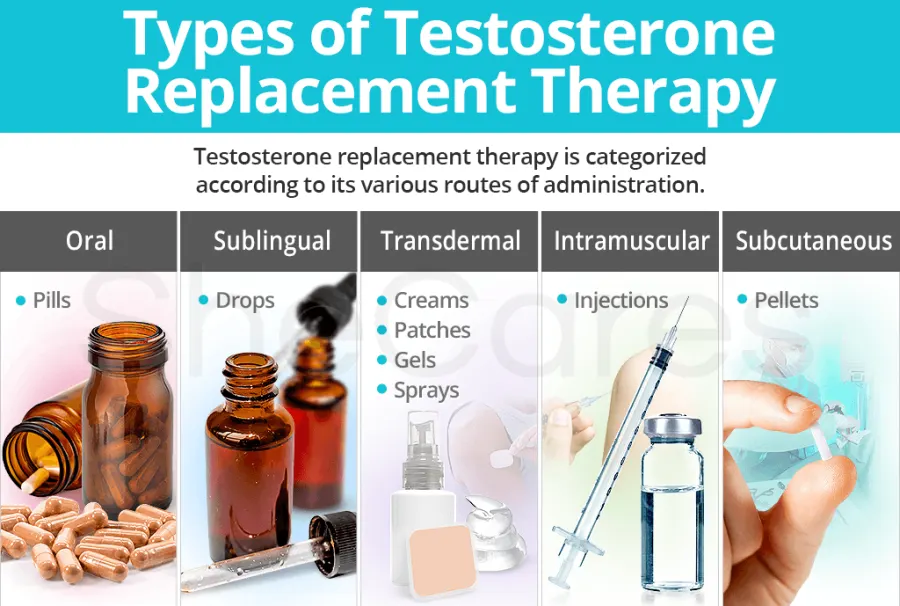 Types of Testosterone
Replacement Therapy
Testosterone replacement therapy is categorized
according to its various routes of administration.
Oral
Sublingual
Transdermal
Intramuscular
Subcutaneous
Pills
Drops
Creams
Patches
Gels
Sprays
Injections
Pellets
SheCares